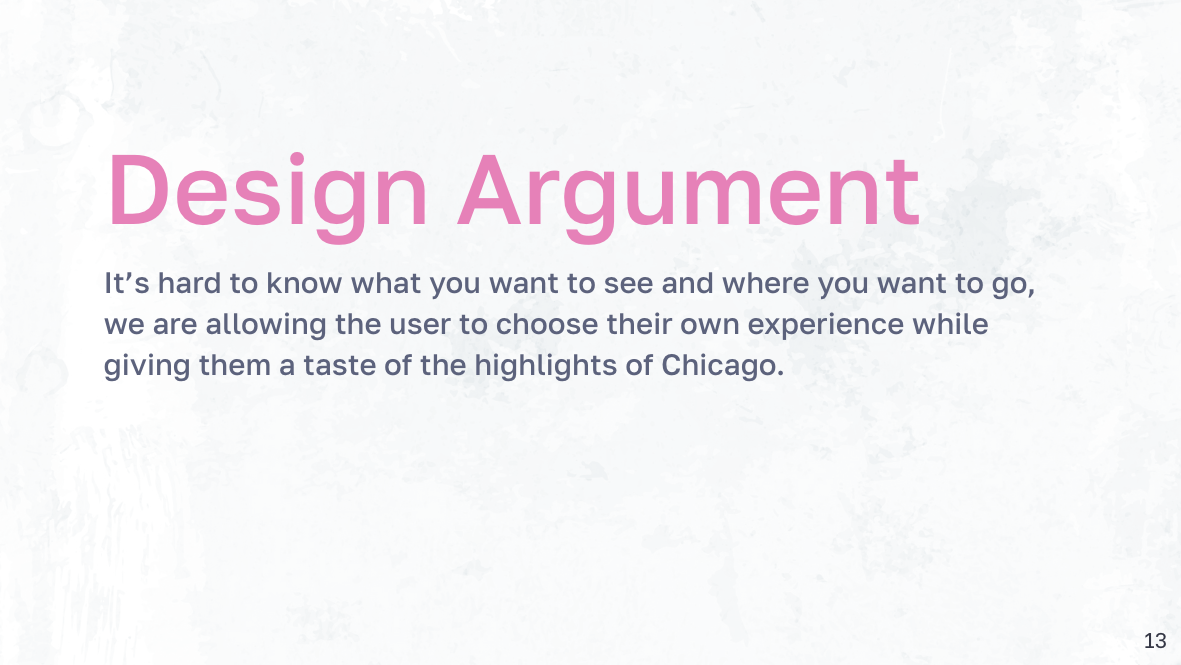 Design Argument
It’s hard to know what you want to see and where you want to go,
we are allowing the user to choose their own experience while
giving them a taste of the highlights of Chicago.
13